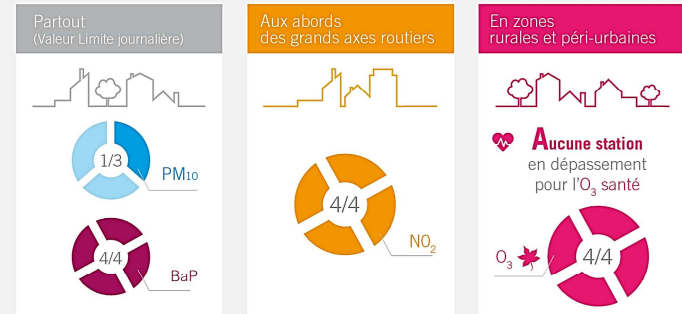 Partout
(Valeur Limite journalière)
1/3
PM10
4/4
BaP
Aux abords
des grands axes routiers
4/4
NO2
En zones
rurales et péri-urbaines
Aucune station
en dépassement
pour l'O3 santé
O3
4/4